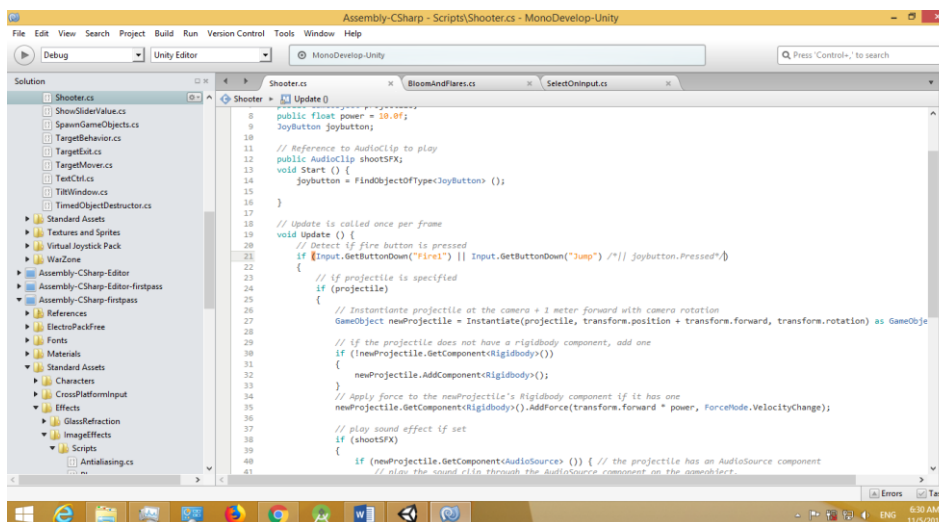 Assembly-CSharp - Scripts\Shooter.cs - MonoDevelop-Unity
File Edit View Search Project Build Run Version Control Tools Window Help
Debug Unity Editor MonoDevelop-Unity Press 'Control+,' to search
Solution
Shooter.cs
ShowSliderValue.cs
SpawnGameObjects.cs
TargetBehavior.cs
TargetExit.cs
TargetMover.cs
TextCtrl.cs
TiltWindow.cs
TimedObjectDestructor.cs
Standard Assets
Textures and Sprites
Virtual Joystick Pack
WarZone
Assembly-CSharp-Editor
Assembly-CSharp-Editor-firstpass
Assembly-CSharp-firstpass
References
ElectroPackFree
Fonts
Materials
Standard Assets
Characters
CrossPlatformInput
Effects
GlassRefraction
ImageEffects
Scripts
Antialiasing.cs
Shooter.cs BloomAndFlares.cs SelectOnInput.cs
Shooter Update ()
8 public float power = 10.0f;
9 JoyButton joybutton;
10
11 // Reference to AudioClip to play
12 public AudioClip shootSFX;
13 void Start () {
14 joybutton = FindObjectOfType<JoyButton> ();
15
16 }
17
18 // Update is called once per frame
19 void Update () {
20 // Detect if fire button is pressed
21 if (Input.GetButtonDown("Fire1") || Input.GetButtonDown("Jump") /*|| joybutton.Pressed*/)
22 {
23 // if projectile is specified
24 if (projectile)
25 {
26 // Instantiante projectile at the camera + 1 meter forward with camera rotation
27 GameObject newProjectile = Instantiate(projectile, transform.position + transform.forward, transform.rotation) as GameObje
28
29 // if the projectile does not have a rigidbody component, add one
30 if (!newProjectile.GetComponent<Rigidbody>())
31 {
32 newProjectile.AddComponent<Rigidbody>();
33 }
34 // Apply force to the newProjectile's Rigidbody component if it has one
35 newProjectile.GetComponent<Rigidbody>().AddForce(transform.forward * power, ForceMode.VelocityChange);
36
37 // play sound effect if set
38 if (shootSFX)
39 {
40 if (newProjectile.GetComponent<AudioSource> ()) { // the projectile has an AudioSource component
41 // play the sound clip through the AudioSource component on the gameobject.
Errors Tas
ENG 6:30 AM